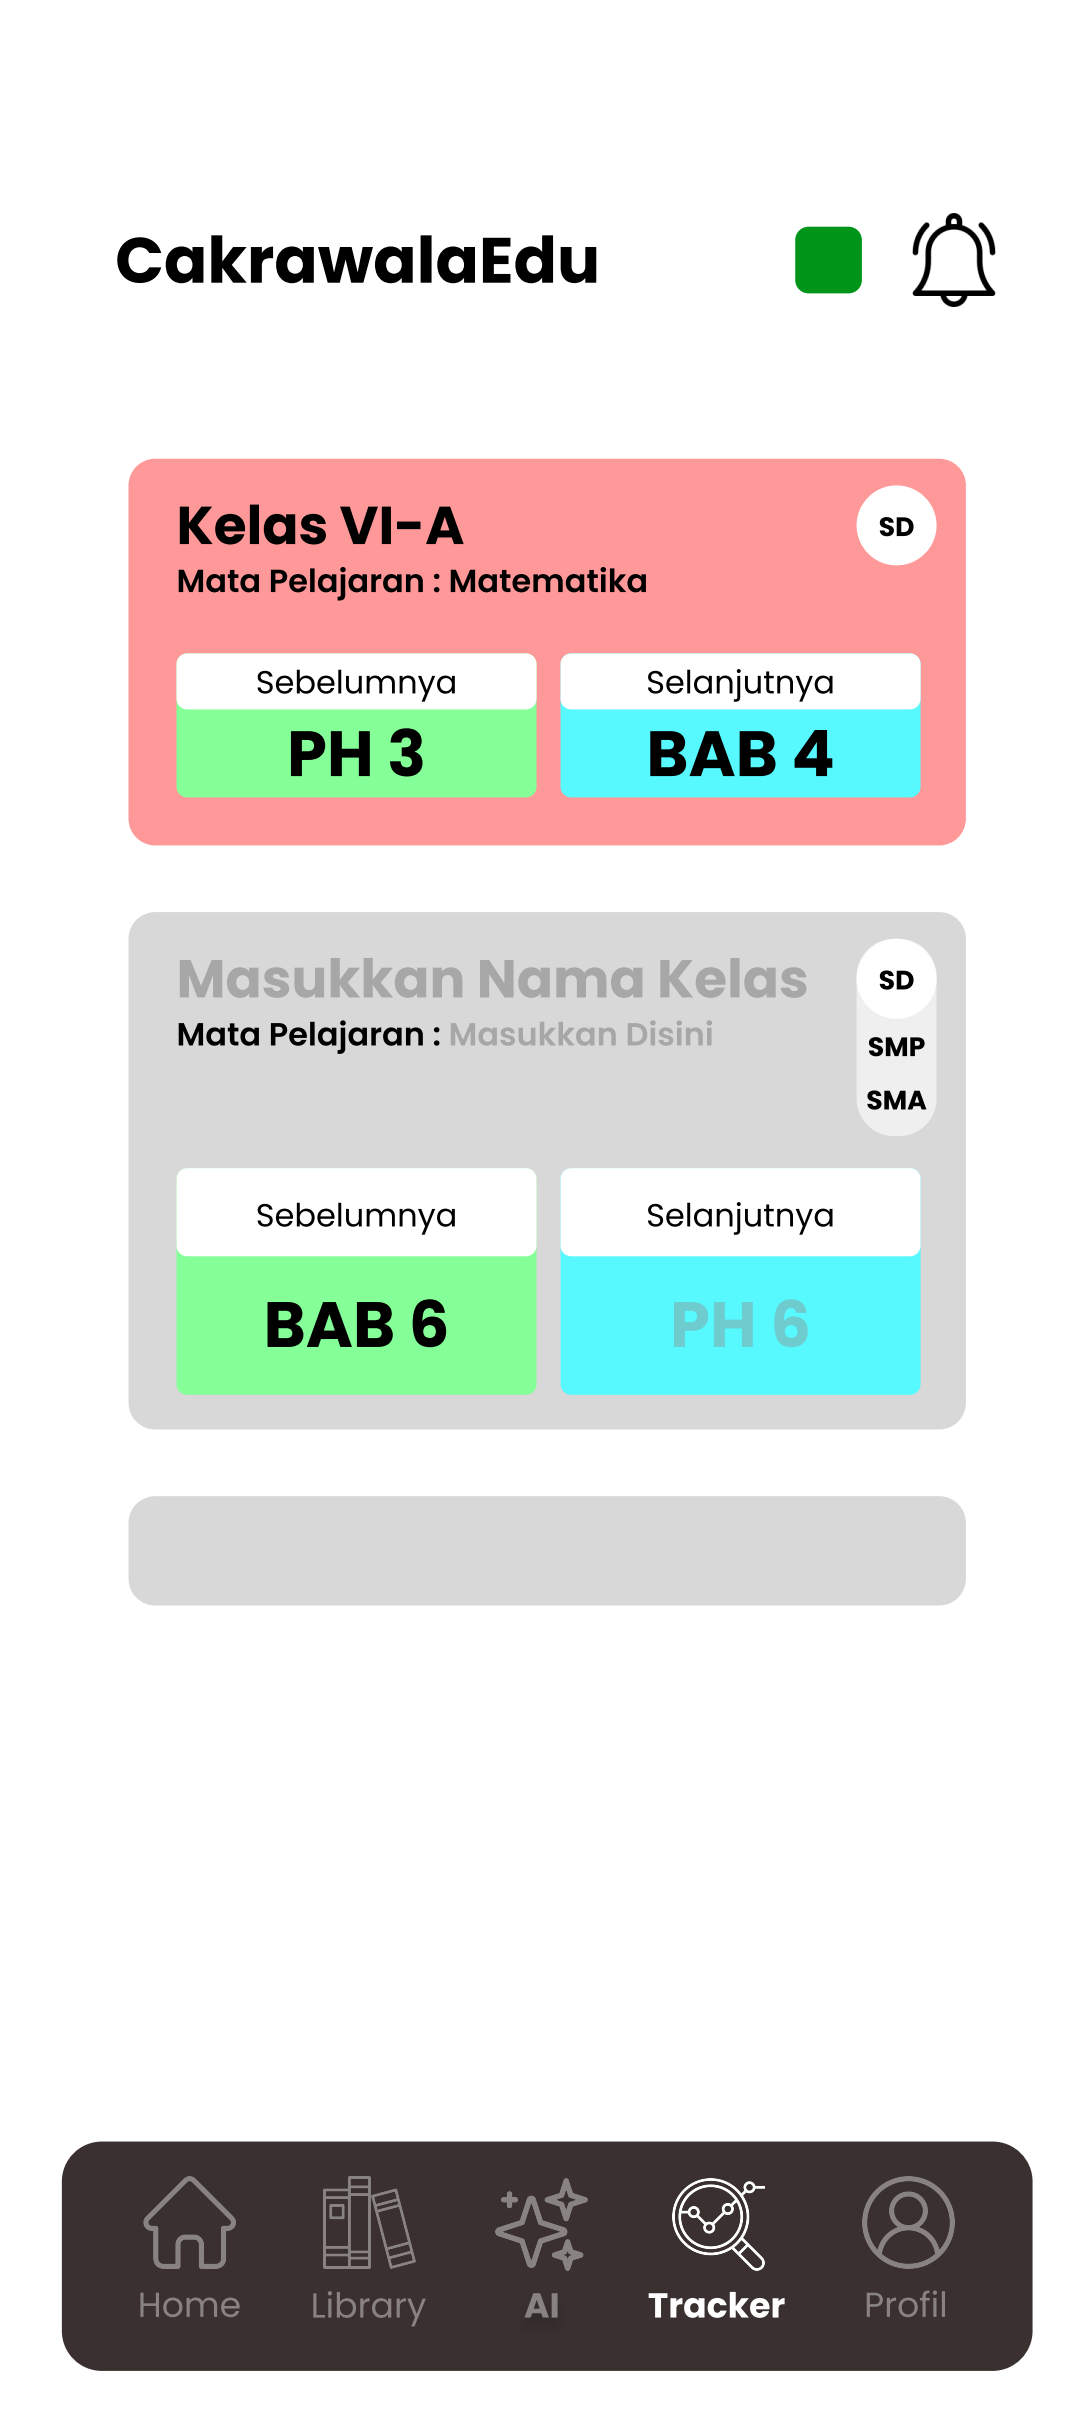 CakrawalaEdu
Kelas VI-A
SD
Mata Pelajaran : Matematika
Sebelumnya
Selanjutnya
PH 3
BAB 4
Masukkan Nama Kelas
SD
Mata Pelajaran : Masukkan Disini
SMP
SMA
Sebelumnya
Selanjutnya
BAB 6
PH 6
Home
Library
AI
Tracker
Profil